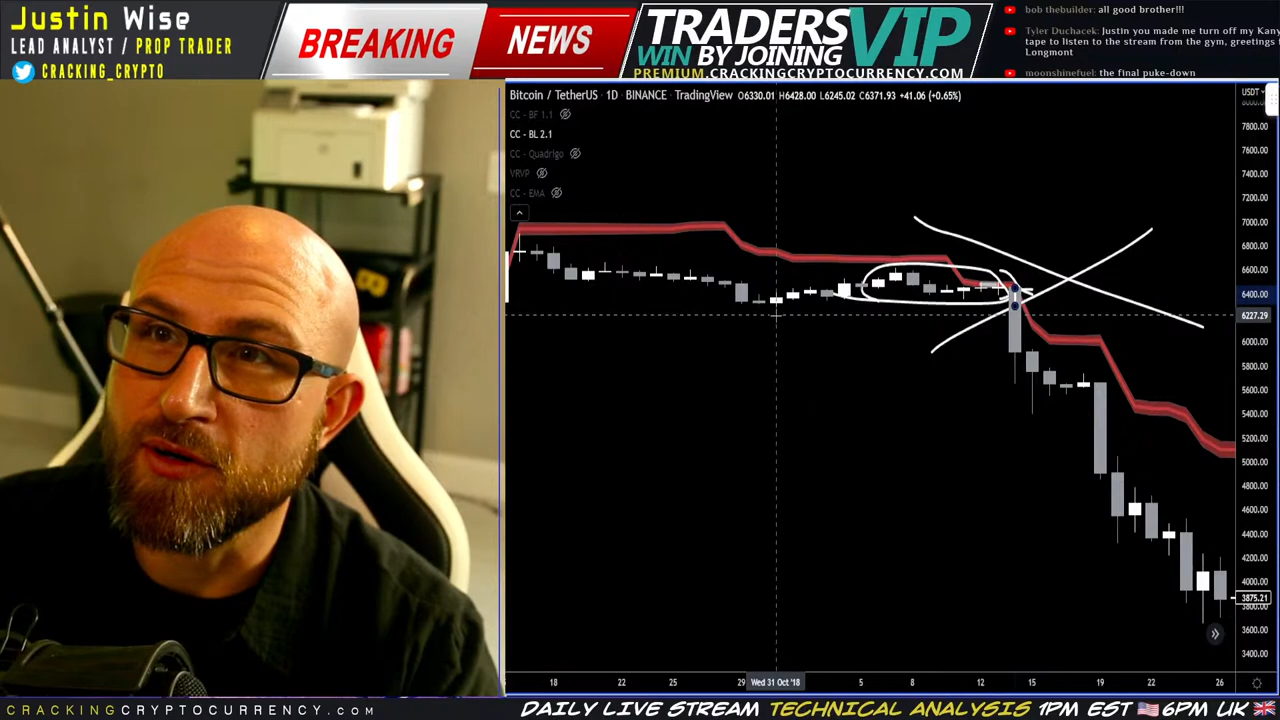 Justin Wise
LEAD ANALYST / PROP TRADER
CRACKING_CRYPTO
BREAKING
NEWS
TRADERS VIP
WIN BY JOINING
PREMIUM.CRACKINGCRYPTOCURRENCY.COM
bob thebuilder: all good brother!!!
Tyler Duchacek: Justin you made me turn off my Kany
tape to listen to the stream from the gym, greetings f
Longmont
moonshinefuel: the final puke-down
Bitcoin / TetherUS · 1D · BINANCE · TradingView O6330.01 H6428.00 L6245.02 C6371.93 +41.06 (+0.65%)
USDT
CC - BF 1.1
CC - BL 2.1
CC - Quadrigo
VRVP
CC - EMA
8000.00
7800.00
7600.00
7400.00
7200.00
7000.00
6800.00
6600.00
6400.00
6227.29
6000.00
5800.00
5600.00
5400.00
5200.00
5000.00
4800.00
4600.00
4400.00
4200.00
4000.00
3875.21
3600.00
3400.00
18 22 25 29 Wed 31 Oct '18 5 8 12 15 19 22 26
CRACKINGCRYPTOCURRENCY.COM
DAILY LIVE STREAM TECHNICAL ANALYSIS 1PM EST 6PM UK